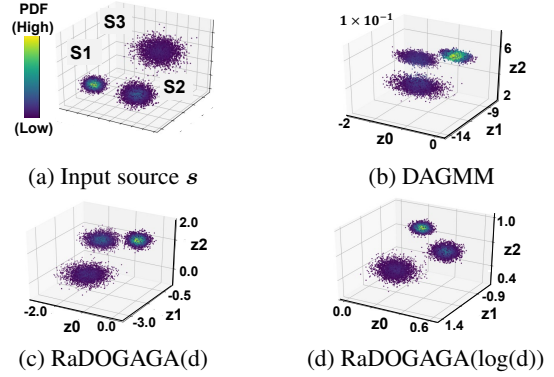 PDF
(High)
(Low)
S3
S1
S2
(a) Input source s
1 × 10⁻¹
6
z2
2
-9
z1
-14
-2
z0
0
(b) DAGMM
2.0
z2
0.0
-0.5
z1
-3.0
-2.0
z0
0.0
(c) RaDOGAGA(d)
1.0
z2
0.4
-0.9
z1
1.4
0.0
z0
0.6
(d) RaDOGAGA(log(d))